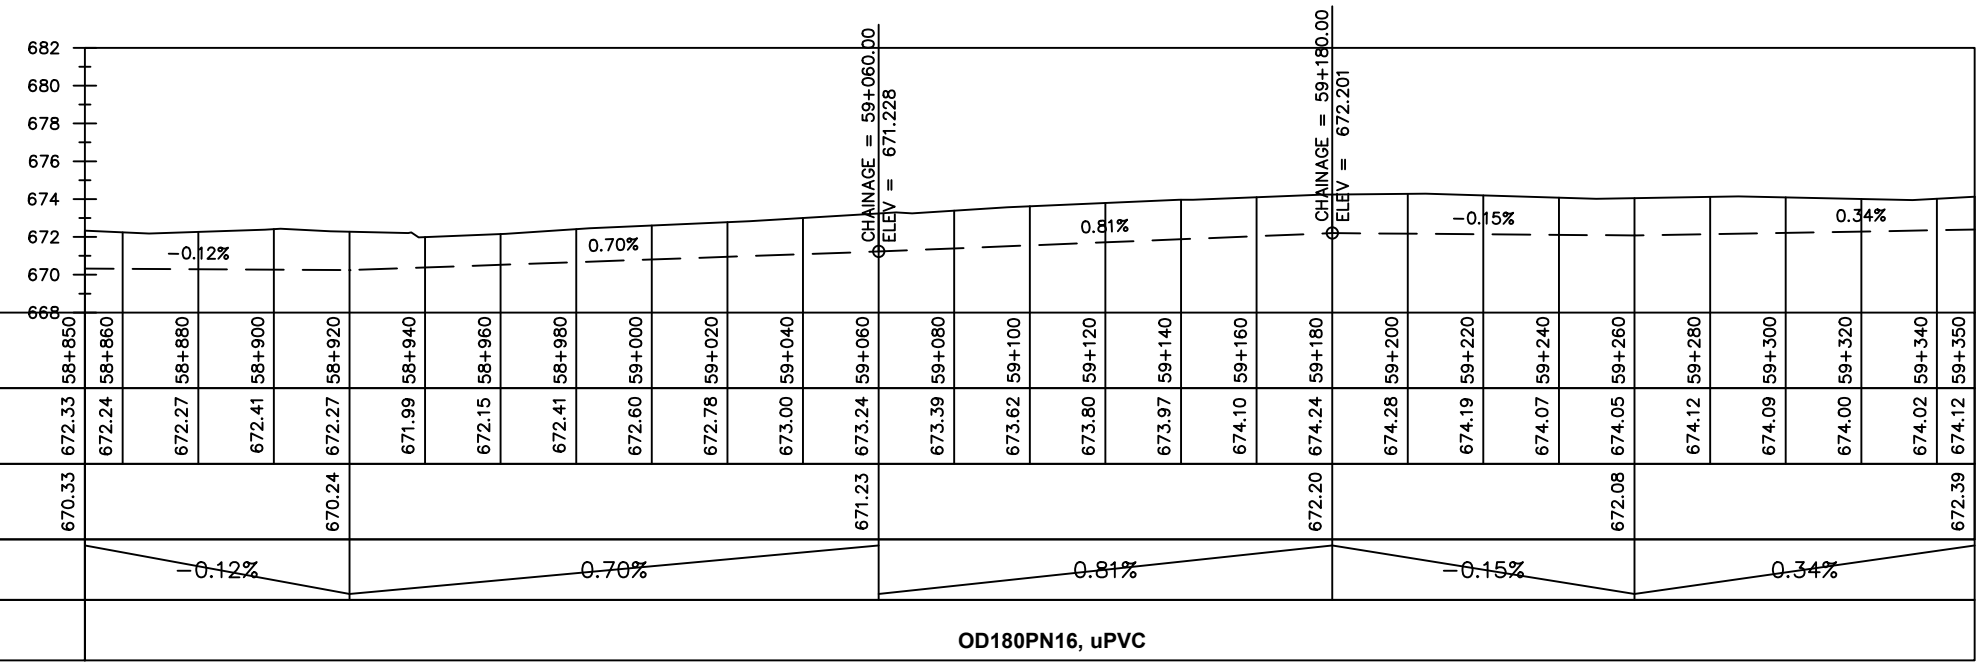 682
680
678
676
674
672
670
668
CHAINAGE = 59+060.00
ELEV = 671.228
CHAINAGE = 59+180.00
ELEV = 672.201
-0.12%
0.70%
0.81%
-0.15%
0.34%
58+850 58+860 58+880 58+900 58+920 58+940 58+960 58+980 59+000 59+020 59+040 59+060 59+080 59+100 59+120 59+140 59+160 59+180 59+200 59+220 59+240 59+260 59+280 59+300 59+320 59+340 59+350
672.33 672.24 672.27 672.41 672.27 671.99 672.15 672.41 672.60 672.78 673.00 673.24 673.39 673.62 673.80 673.97 674.10 674.24 674.28 674.19 674.07 674.05 674.12 674.09 674.00 674.02 674.12
670.33 670.24 671.23 672.20 672.08 672.39
-0.12% 0.70% 0.81% -0.15% 0.34%
OD180PN16, uPVC